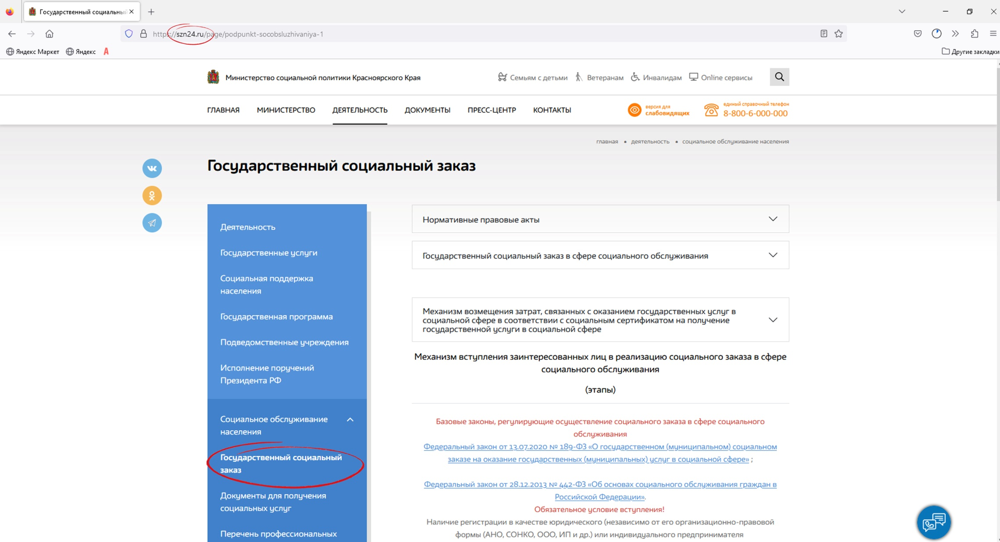 Государственный социальный
https://szn24.ru/page/podpunkt-socobsluzhivaniya-1
Яндекс Маркет
Яндекс
А
Другие закладки
Министерство социальной политики Красноярского Края
Семьям с детьми
Ветеранам
Инвалидам
Online сервисы
ГЛАВНАЯ
МИНИСТЕРСТВО
ДЕЯТЕЛЬНОСТЬ
ДОКУМЕНТЫ
ПРЕСС-ЦЕНТР
КОНТАКТЫ
версия для
слабовидящих
единый справочный телефон
8-800-6-000-000
главная • деятельность • социальное обслуживание населения
Государственный социальный заказ
Деятельность
Государственные услуги
Социальная поддержка
населения
Государственная программа
Подведомственные учреждения
Исполнение поручений
Президента РФ
Социальное обслуживание
населения
Государственный социальный
заказ
Документы для получения
социальных услуг
Перечень профессиональных
Нормативные правовые акты
Государственный социальный заказ в сфере социального обслуживания
Механизм возмещения затрат, связанных с оказанием государственных услуг в
социальной сфере в соответствии с социальным сертификатом на получение
государственной услуги в социальной сфере
Механизм вступления заинтересованных лиц в реализацию социального заказа в сфере
социального обслуживания
(этапы)
Базовые законы, регулирующие осуществление социального заказа в сфере социального
обслуживания
Федеральный закон от 13.07.2020 № 189-ФЗ «О государственном (муниципальном) социальном
заказе на оказание государственных (муниципальных) услуг в социальной сфере» ;
Федеральный закон от 28.12.2013 № 442-ФЗ «Об основах социального обслуживания граждан в
Российской Федерации».
Обязательное условие вступления!
Наличие регистрации в качестве юридического (независимо от его организационно-правовой
формы (АНО, СОНКО, ООО, ИП и др.) или индивидуального предпринимателя